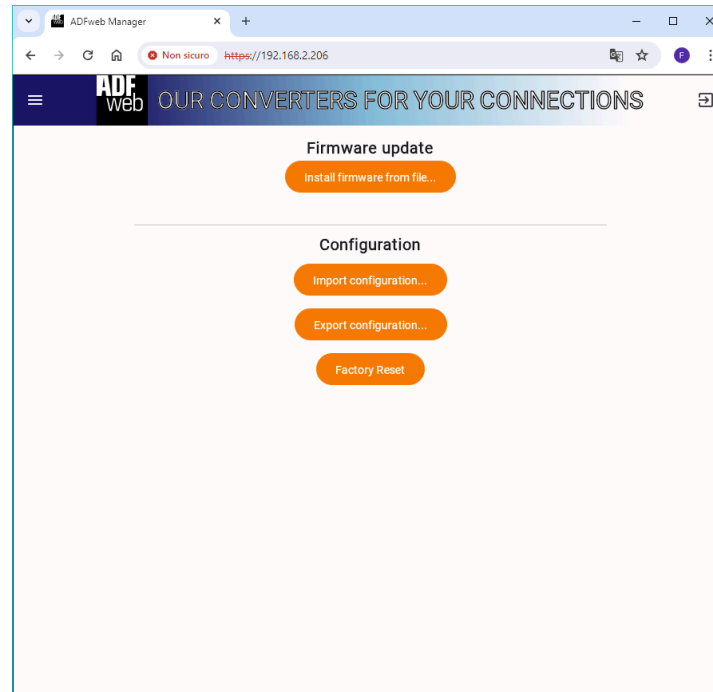 ADFweb Manager
Non sicuro https://192.168.2.206
F
ADF
web
OUR CONVERTERS FOR YOUR CONNECTIONS
Firmware update
Install firmware from file...
Configuration
Import configuration...
Export configuration...
Factory Reset